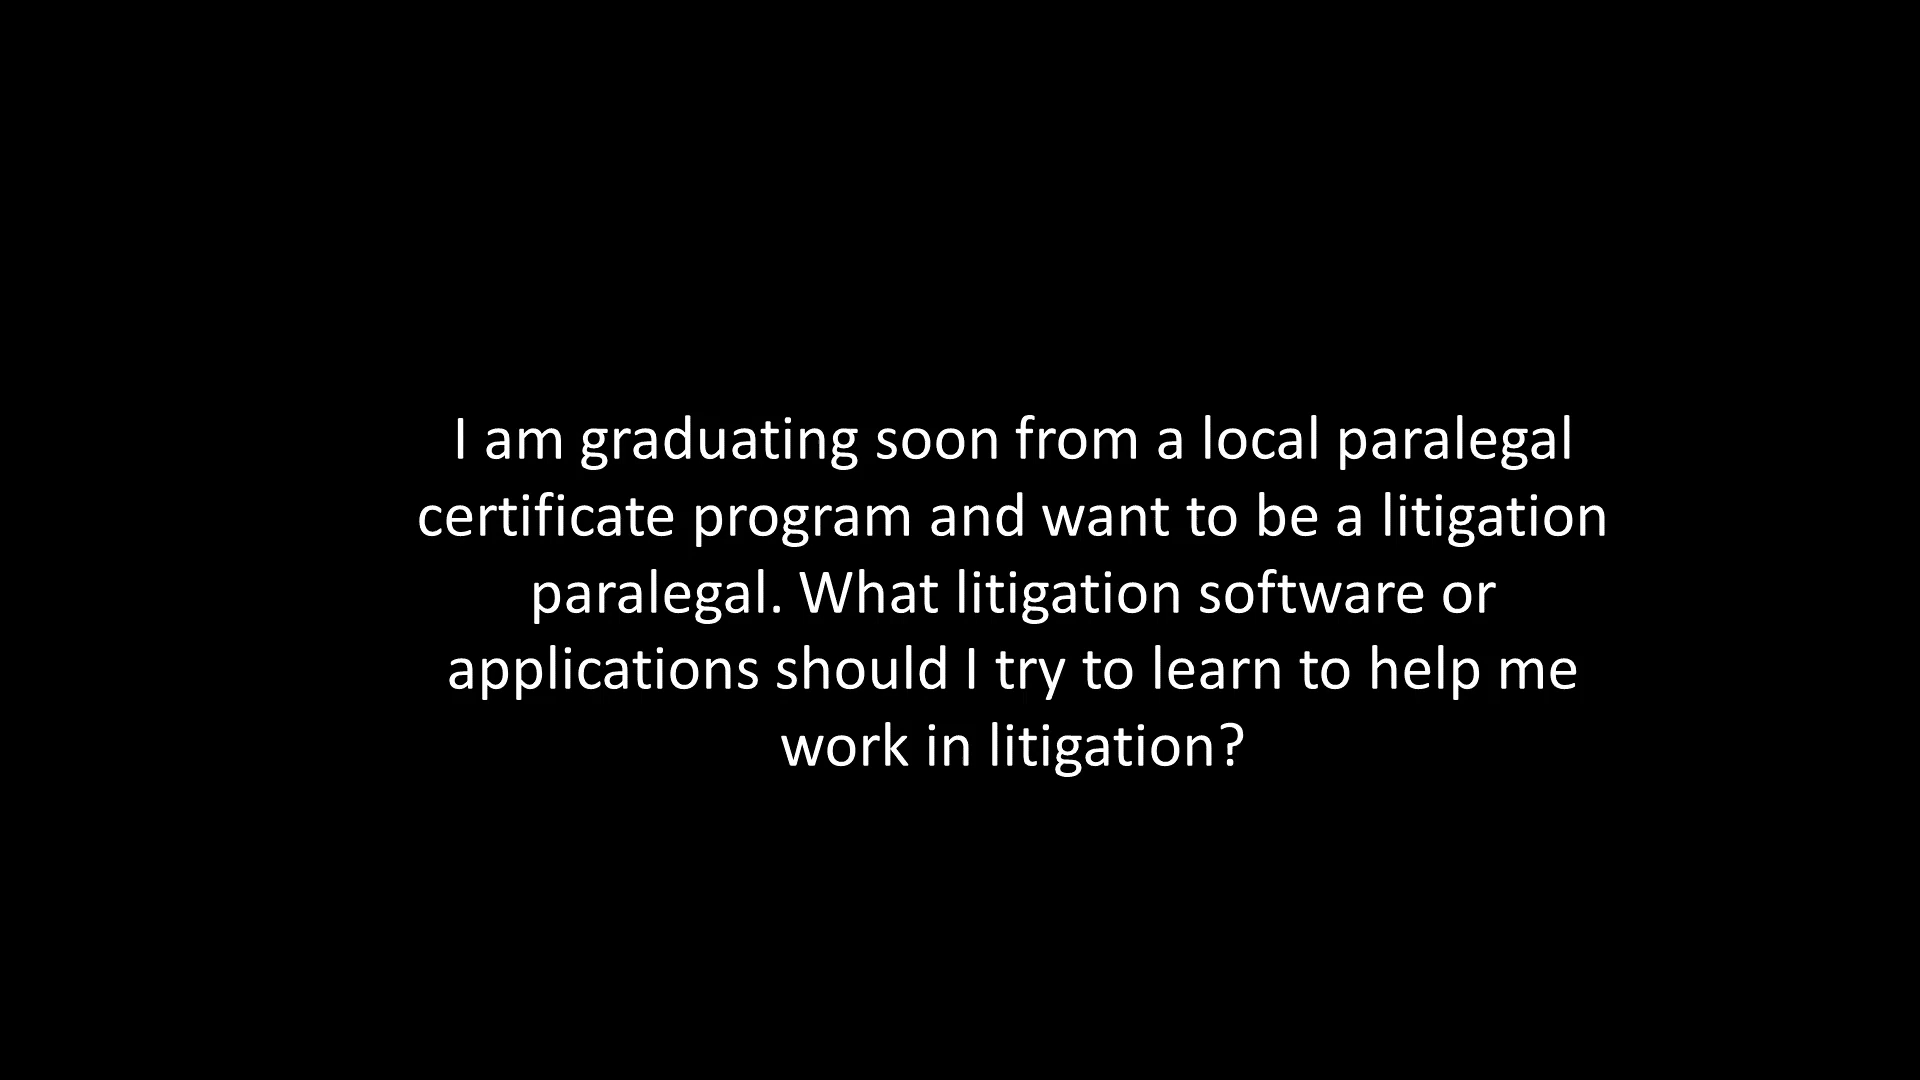 I am graduating soon from a local paralegal
certificate program and want to be a litigation
paralegal. What litigation software or
applications should I try to learn to help me
work in litigation?